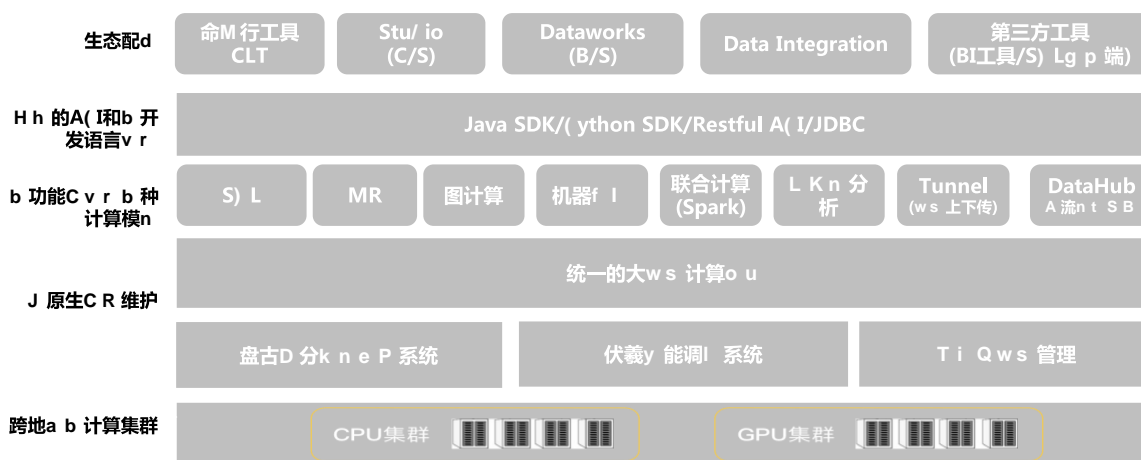 生态配d
命M 行工具
CLT
Stu/ io
(C/S)
Dataworks
(B/S)
Data Integration
第三方工具
(BI工具/S) Lg p 端)
H h 的A( I和b 开
发语言v r
Java SDK/( ython SDK/Restful A( I/JDBC
b 功能C v r b 种
计算模n
S) L
MR
图计算
机器f l
联合计算
(Spark)
L K n 分
析
Tunnel
(w s 上下传)
DataHub
A 流n t S B
J 原生C R 维护
统一的大w s 计算o u
盘古D 分k n e P 系统
伏羲y 能调l 系统
T i Q w s 管理
跨地a b 计算集群
CPU集群
GPU集群